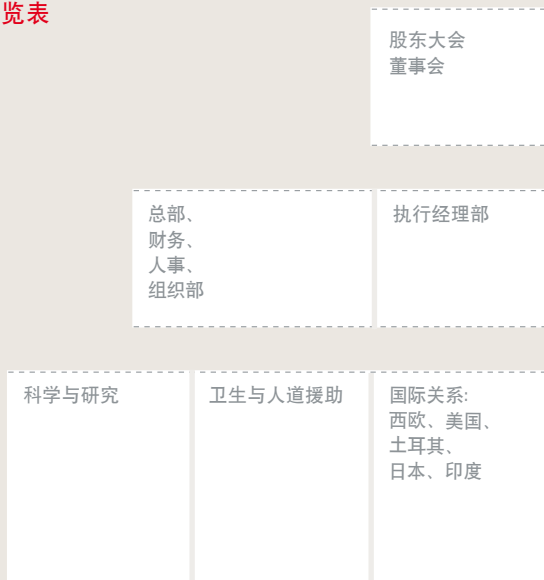 览表
股东大会
董事会
总部、
财务、
人事、
组织部
执行经理部
科学与研究
卫生与人道援助
国际关系:
西欧、美国、
土耳其、
日本、印度